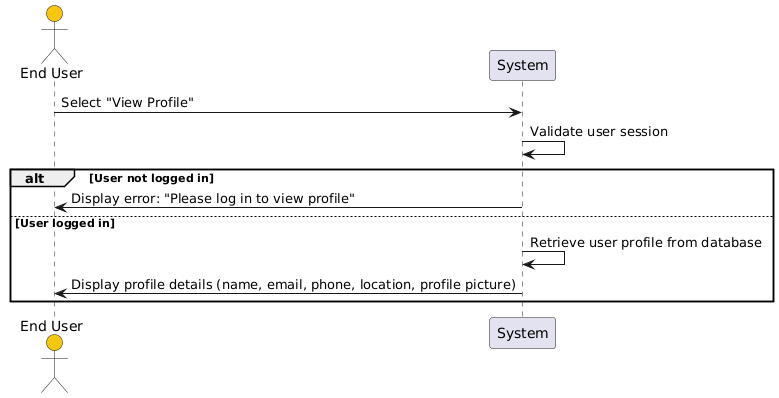 End User
System
Select "View Profile"
Validate user session
alt [User not logged in]
Display error: "Please log in to view profile"
[User logged in]
Retrieve user profile from database
Display profile details (name, email, phone, location, profile picture)
End User
System